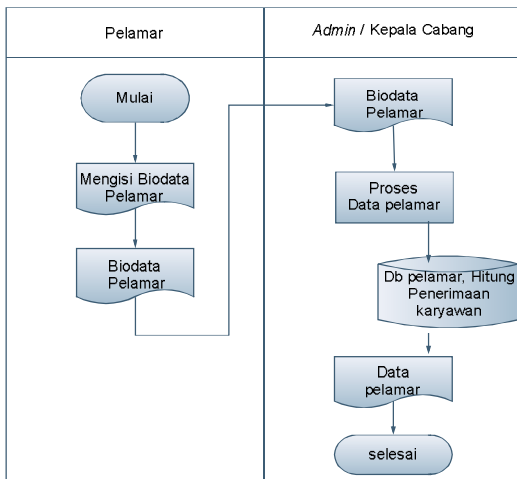 Pelamar
Admin / Kepala Cabang
Mulai
Mengisi Biodata
Pelamar
Biodata
Pelamar
Biodata
Pelamar
Proses
Data pelamar
Db pelamar, Hitung
Penerimaan
karyawan
Data
pelamar
selesai